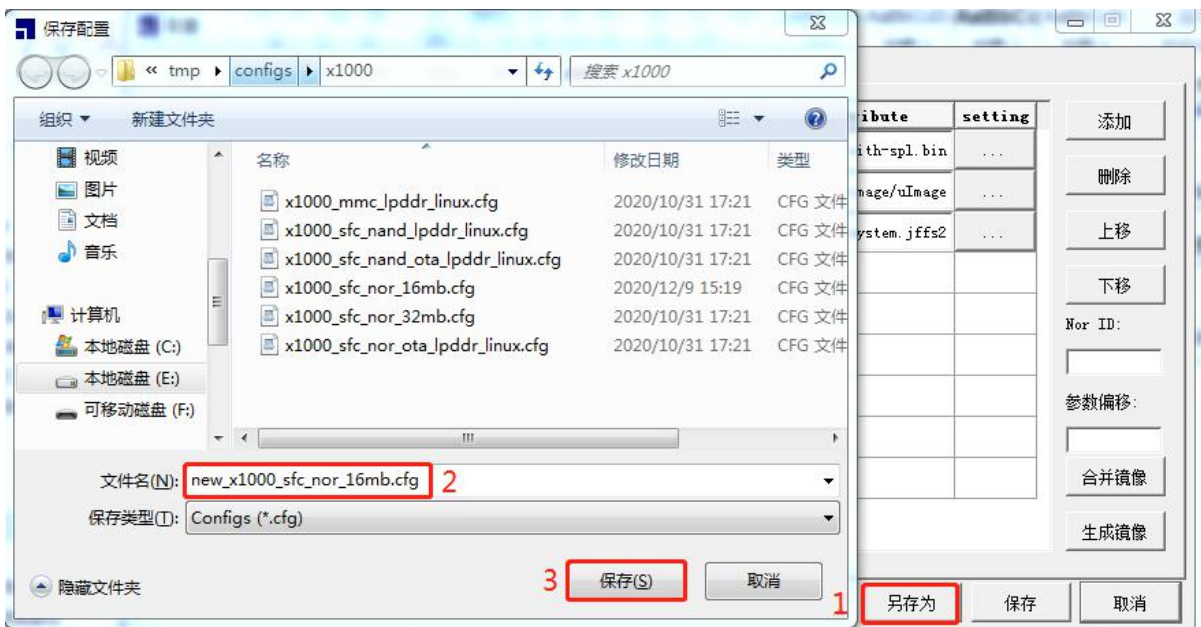 保存配置
« tmp configs x1000
搜索 x1000
组织 新建文件夹
视频
图片
文档
音乐
计算机
本地磁盘 (C:)
本地磁盘 (E:)
可移动磁盘 (F:)
名称 修改日期 类型
x1000_mmc_lpddr_linux.cfg 2020/10/31 17:21 CFG 文件
x1000_sfc_nand_lpddr_linux.cfg 2020/10/31 17:21 CFG 文件
x1000_sfc_nand_ota_lpddr_linux.cfg 2020/10/31 17:21 CFG 文件
x1000_sfc_nor_16mb.cfg 2020/12/9 15:19 CFG 文件
x1000_sfc_nor_32mb.cfg 2020/10/31 17:21 CFG 文件
x1000_sfc_nor_ota_lpddr_linux.cfg 2020/10/31 17:21 CFG 文件
文件名(N): new_x1000_sfc_nor_16mb.cfg 2
保存类型(T): Configs (*.cfg)
隐藏文件夹
3 保存(S) 取消
ibute setting
ith-spl.bin ...
mage/uImage ...
ystem.jffs2 ...
添加
删除
上移
下移
Nor ID:
参数偏移:
合并镜像
生成镜像
1 另存为 保存 取消